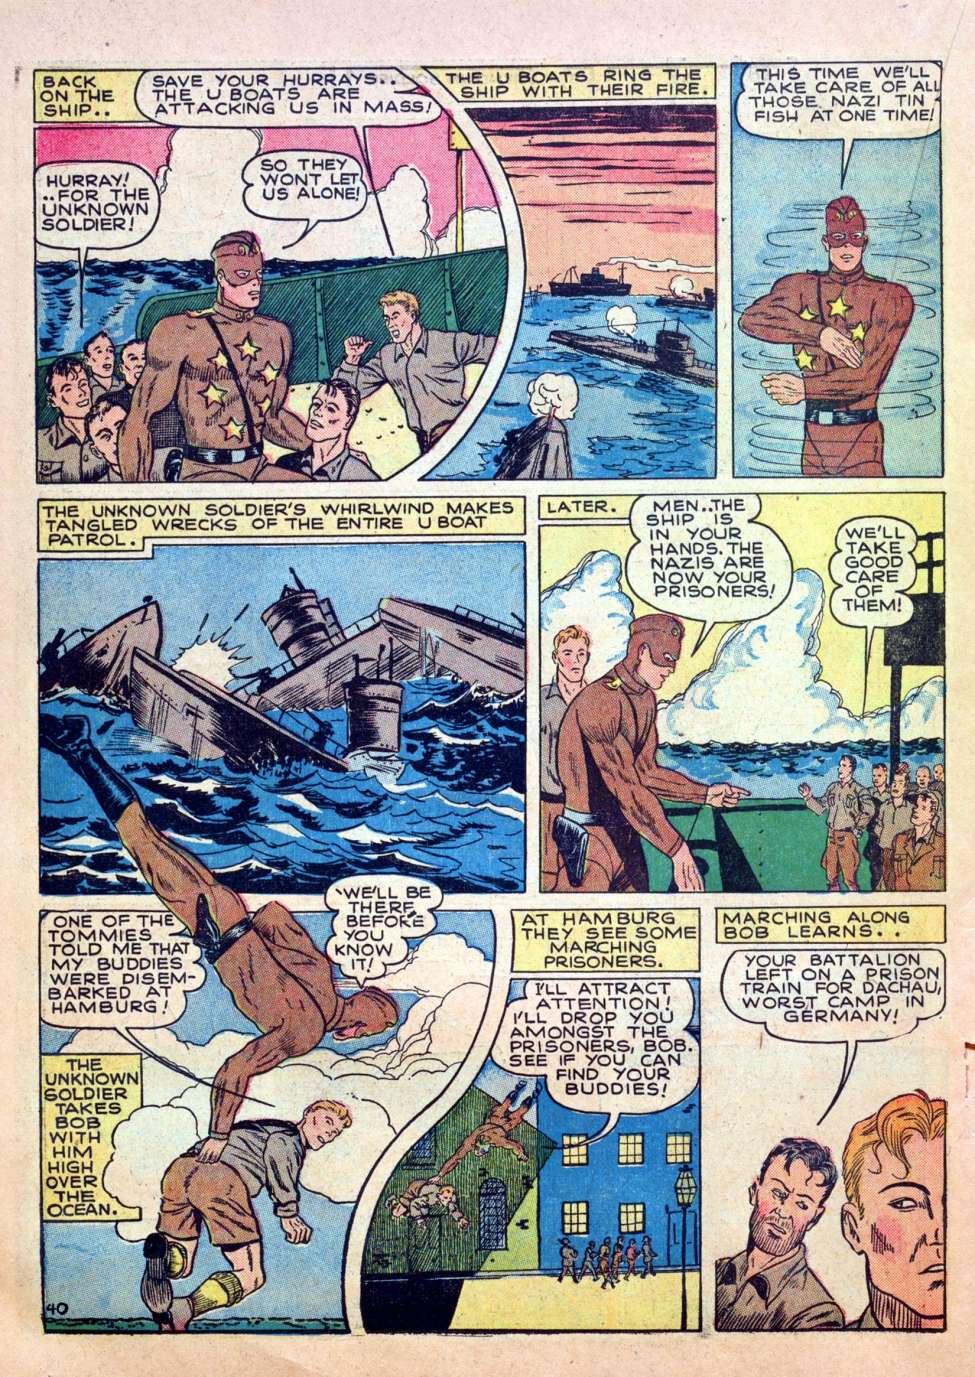 BACK
ON THE
SHIP..
SAVE YOUR HURRAYS...
THE U BOATS ARE
ATTACKING US IN MASS!
HURRAY!
..FOR THE
UNKNOWN
SOLDIER!
SO THEY
WONT LET
US ALONE!
THE U BOATS RING THE
SHIP WITH THEIR FIRE.
THIS TIME WE'LL
TAKE CARE OF ALL
THOSE NAZI TIN
FISH AT ONE TIME!
THE UNKNOWN SOLDIER'S WHIRLWIND MAKES
TANGLED WRECKS OF THE ENTIRE U BOAT
PATROL.
LATER.
MEN..THE
SHIP IS
IN YOUR
HANDS. THE
NAZIS ARE
NOW YOUR
PRISONERS!
WE'LL
TAKE
GOOD
CARE
OF
THEM!
ONE OF THE
TOMMIES
TOLD ME THAT
MY BUDDIES
WERE DISEM-
BARKED AT
HAMBURG!
WE'LL BE
THERE
BEFORE
YOU
KNOW
IT!
THE
UNKNOWN
SOLDIER
TAKES
BOB
WITH
HIM
HIGH
OVER
THE
OCEAN.
40
AT HAMBURG
THEY SEE SOME
MARCHING
PRISONERS.
I'LL ATTRACT
ATTENTION!
I'LL DROP YOU
AMONGST THE
PRISONERS, BOB.
SEE IF YOU CAN
FIND YOUR
BUDDIES!
MARCHING ALONG
BOB LEARNS..
YOUR BATTALION
LEFT ON A PRISON
TRAIN FOR DACHAU,
WORST CAMP IN
GERMANY!